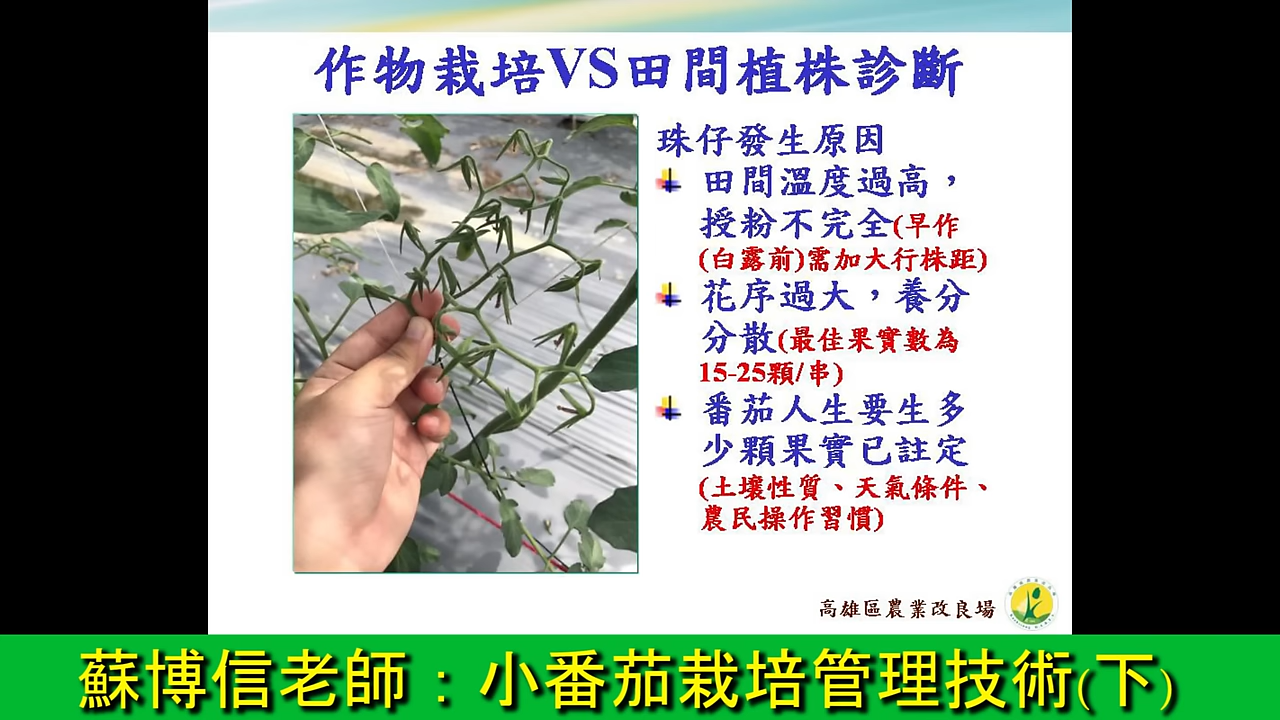 作物栽培VS田間植株診斷
珠仔發生原因
田間溫度過高，
授粉不完全(早作
(白露前)需加大行株距)
花序過大，養分
分散(最佳果實數為
15-25顆/串)
番茄人生要生多
少顆果實已註定
(土壤性質、天氣條件、
農民操作習慣)
高雄區農業改良場
蘇博信老師：小番茄栽培管理技術(下)